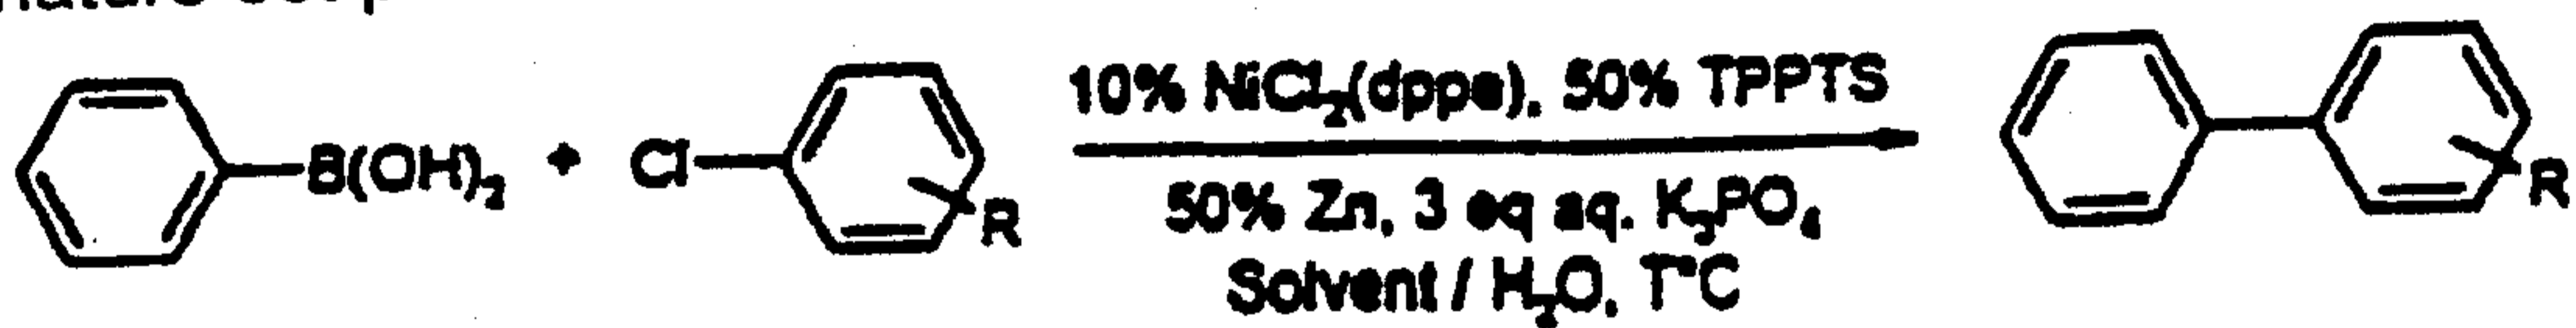 B(OH)₂ + Cl R
10% NiCl₂(dppe), 50% TPPTS
50% Zn, 3 eq aq. K₃PO₄
Solvent / H₂O, T°C
R